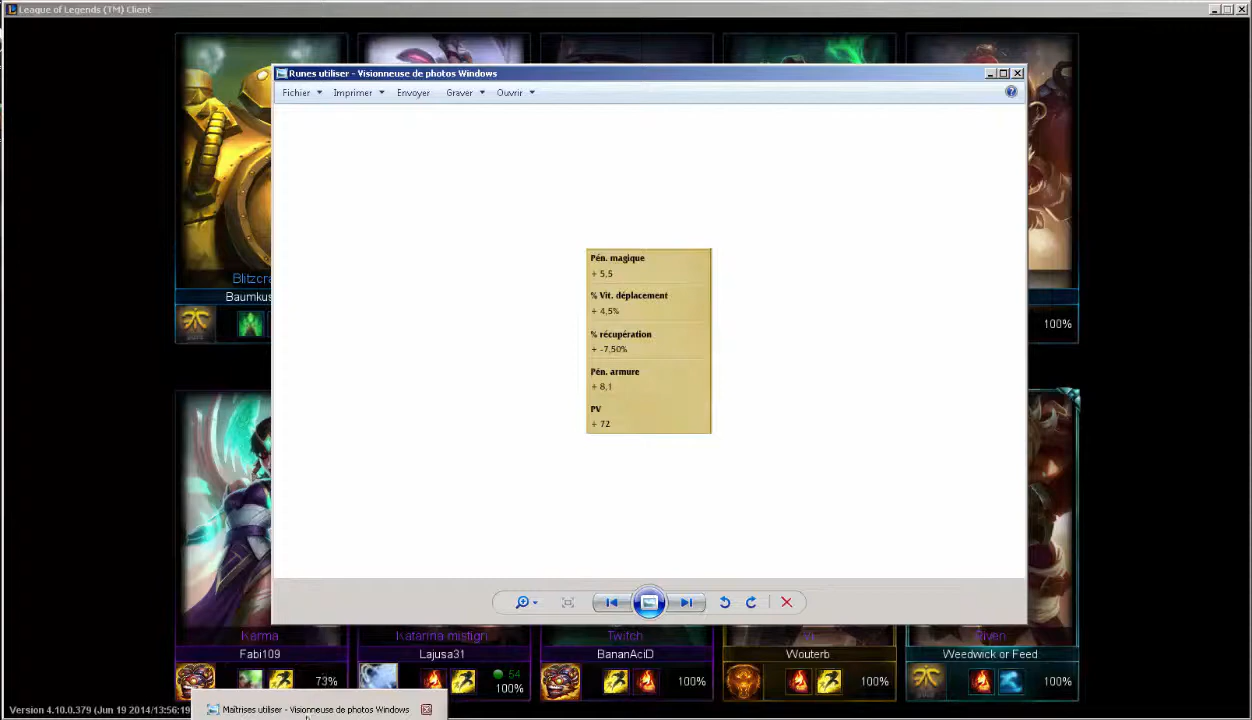 League of Legends (TM) Client
Runes utiliser - Visionneuse de photos Windows
Fichier Imprimer Envoyer Graver Ouvrir
Pén. magique
+ 5,5
% Vit. déplacement
+ 4,5%
% récupération
+ -7,50%
Pén. armure
+ 8,1
PV
+ 72
Blitzcra
Baumkus
100%
Karma
Katarina mistigri
Twitch
Vi
Riven
Fabi109
Lajusa31
BananAciD
Wouterb
Weedwick or Feed
73%
54
100%
100%
100%
100%
Version 4.10.0.379 (Jun 19 2014/13:56:19
Maîtrises utiliser - Visionneuse de photos Windows